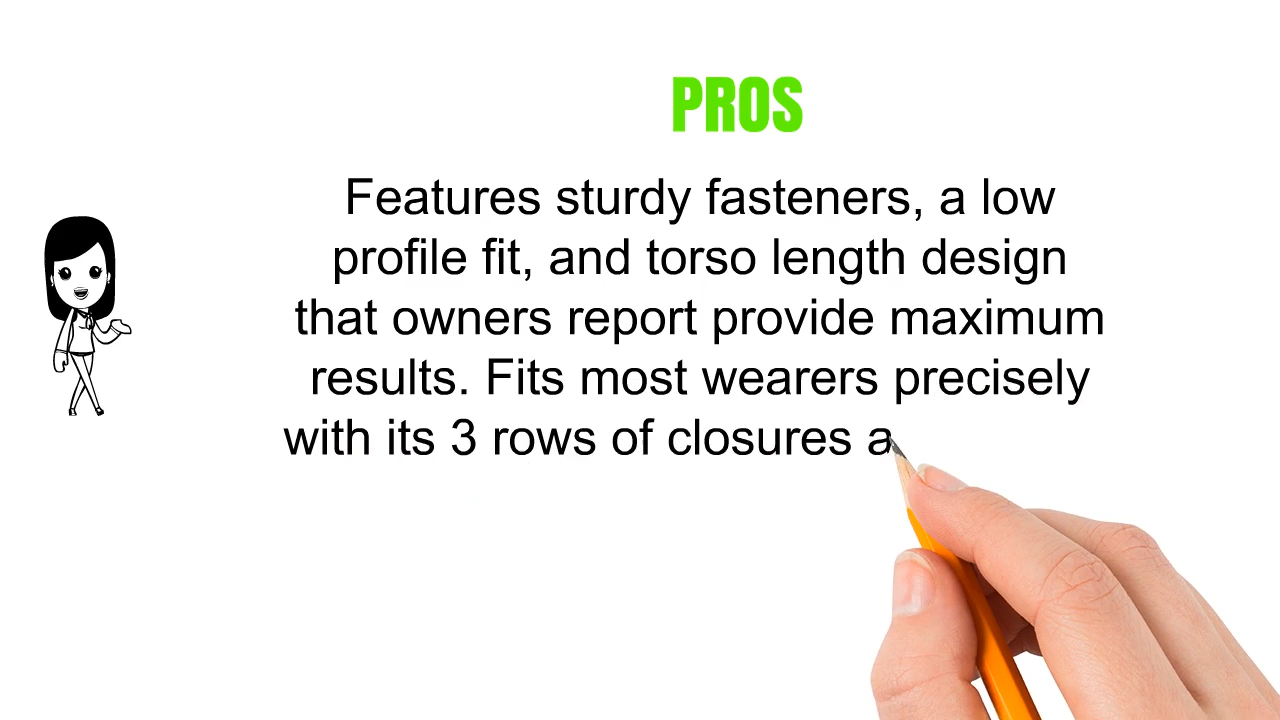 PROS
Features sturdy fasteners, a low
profile fit, and torso length design
that owners report provide maximum
results. Fits most wearers precisely
with its 3 rows of closures a